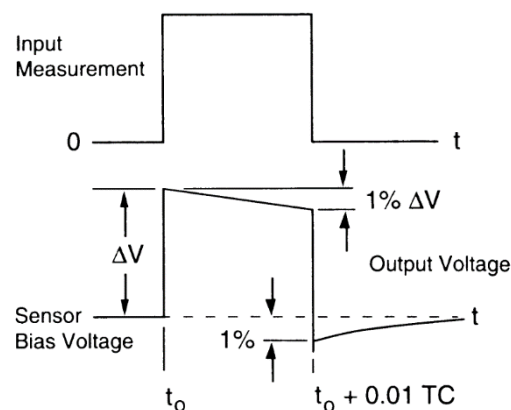 Input
Measurement
0
t
1% ΔV
ΔV
Output Voltage
Sensor
Bias Voltage
t
1%
t₀
t₀ + 0.01 TC